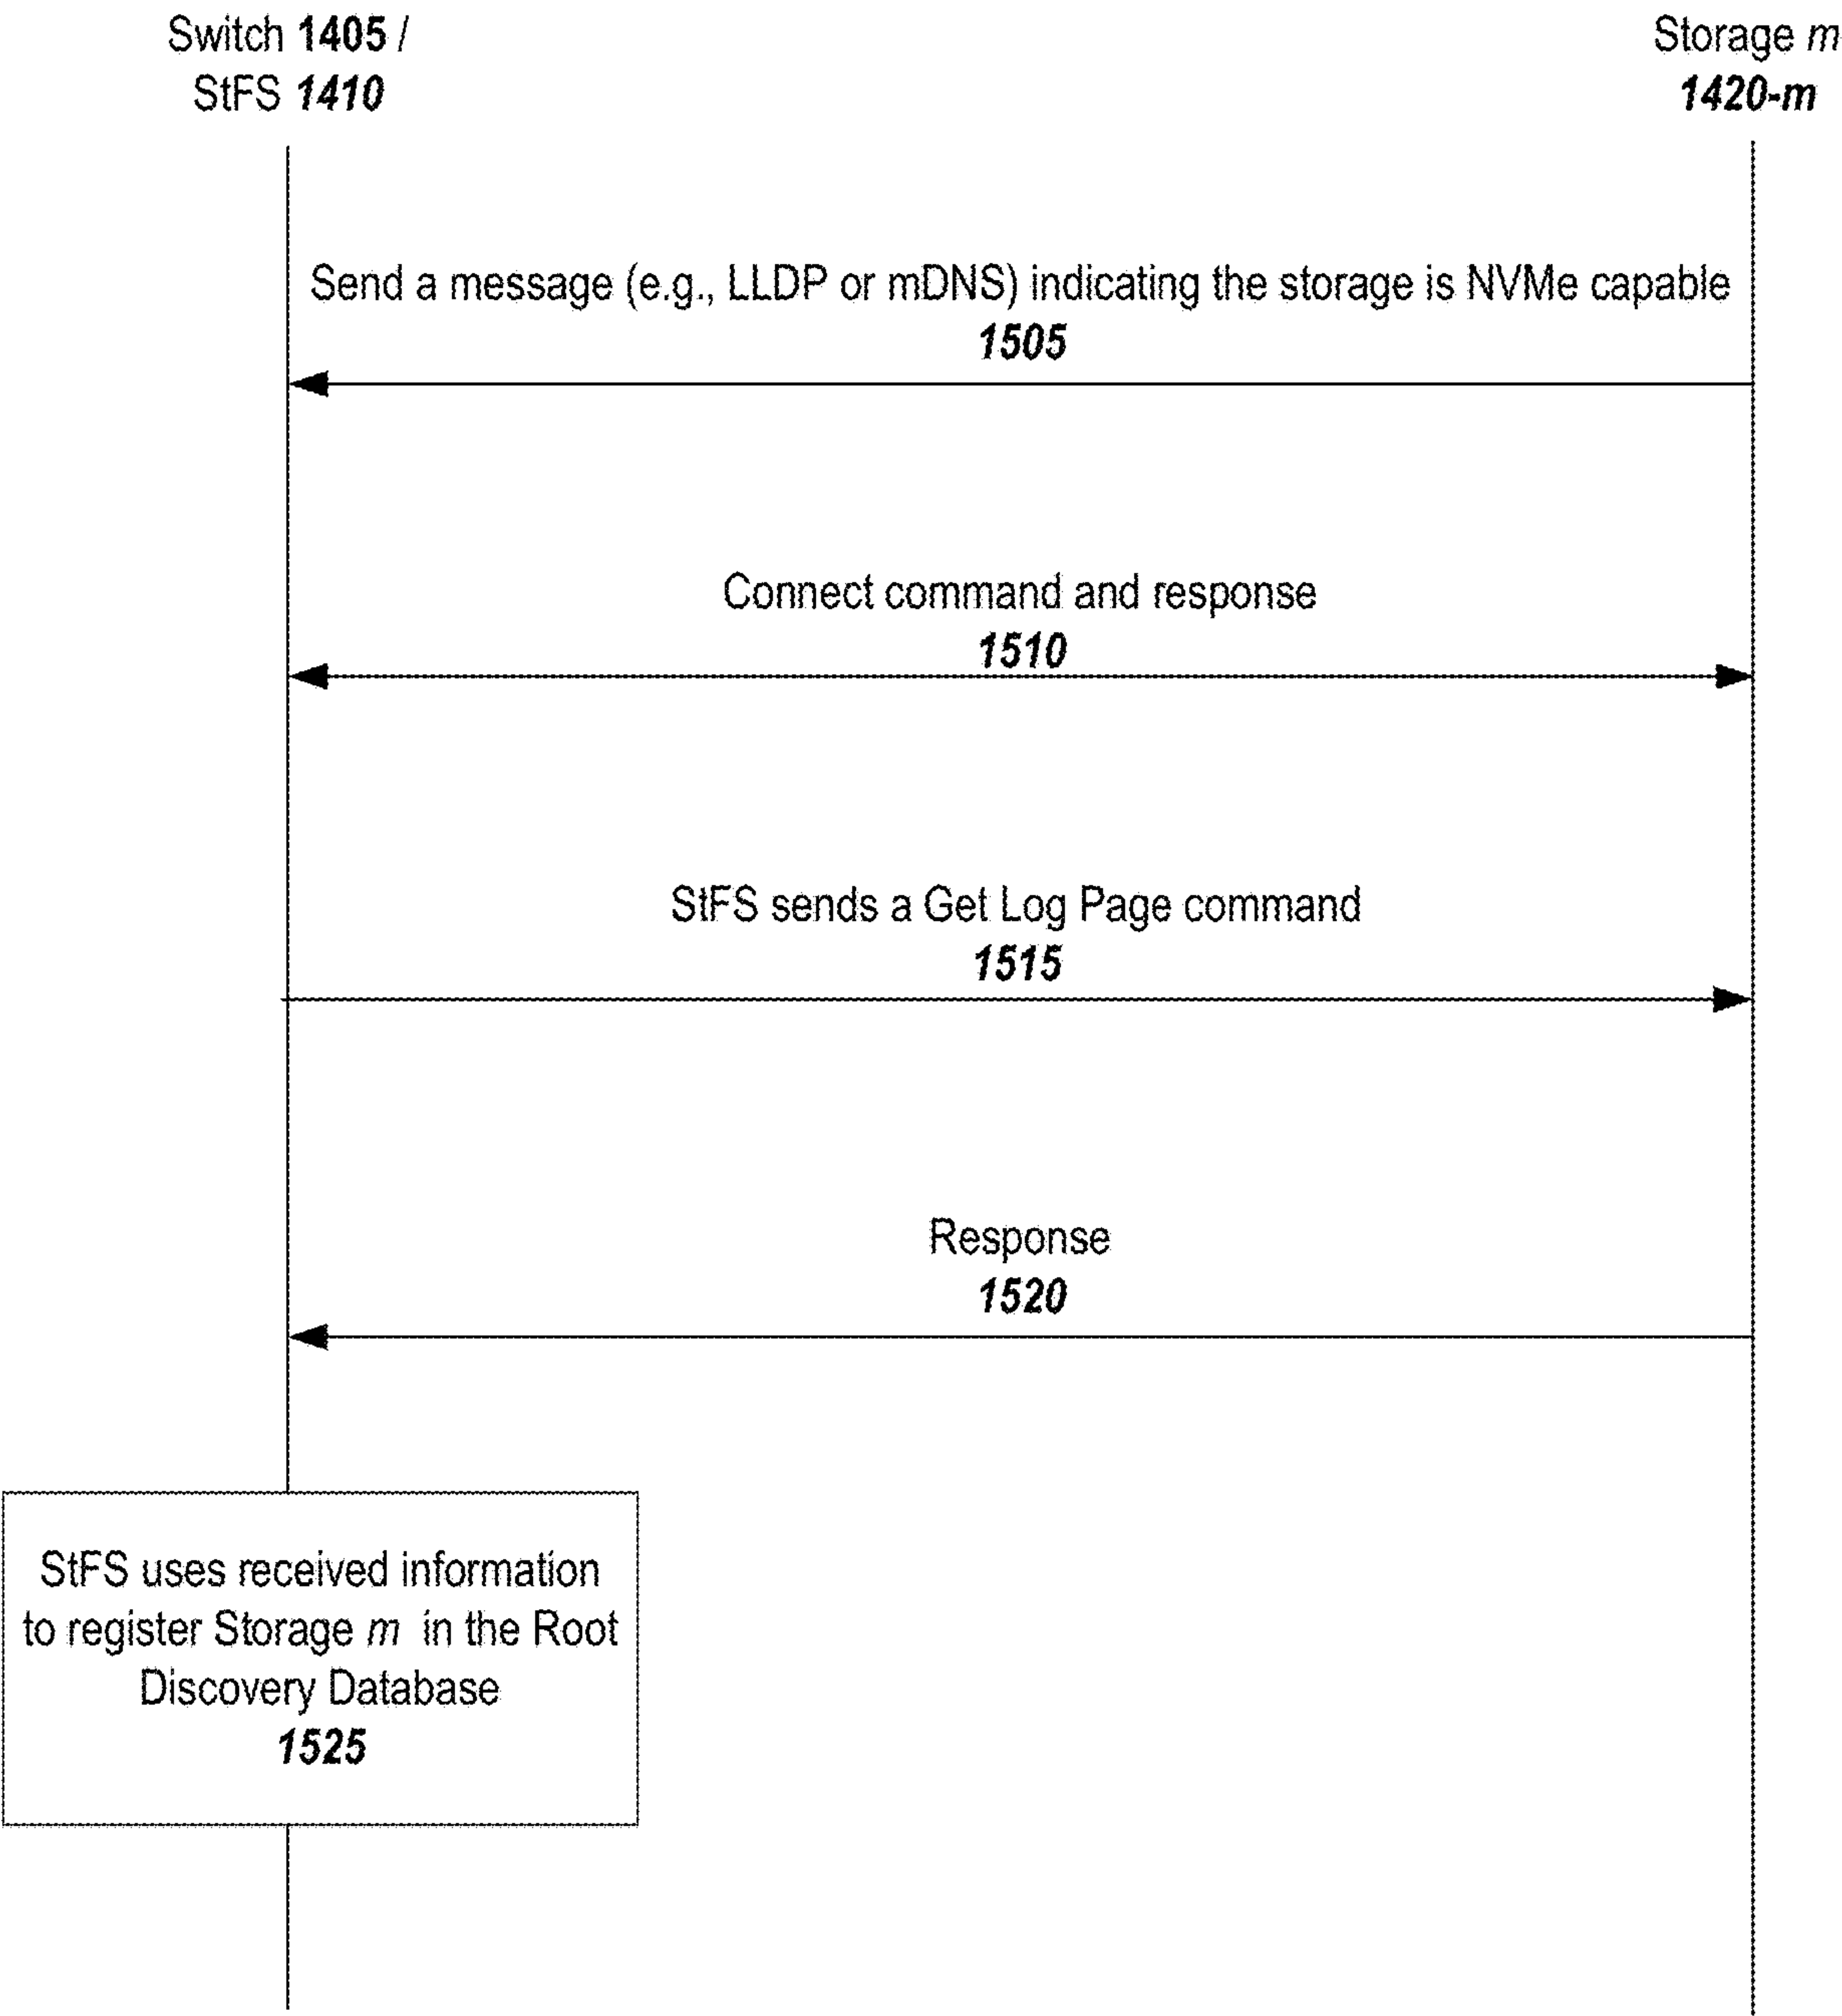 Switch 1405 /
StFS 1410
Storage m
1420-m
Send a message (e.g., LLDP or mDNS) indicating the storage is NVMe capable
1505
Connect command and response
1510
StFS sends a Get Log Page command
1515
Response
1520
StFS uses received information
to register Storage m in the Root
Discovery Database
1525